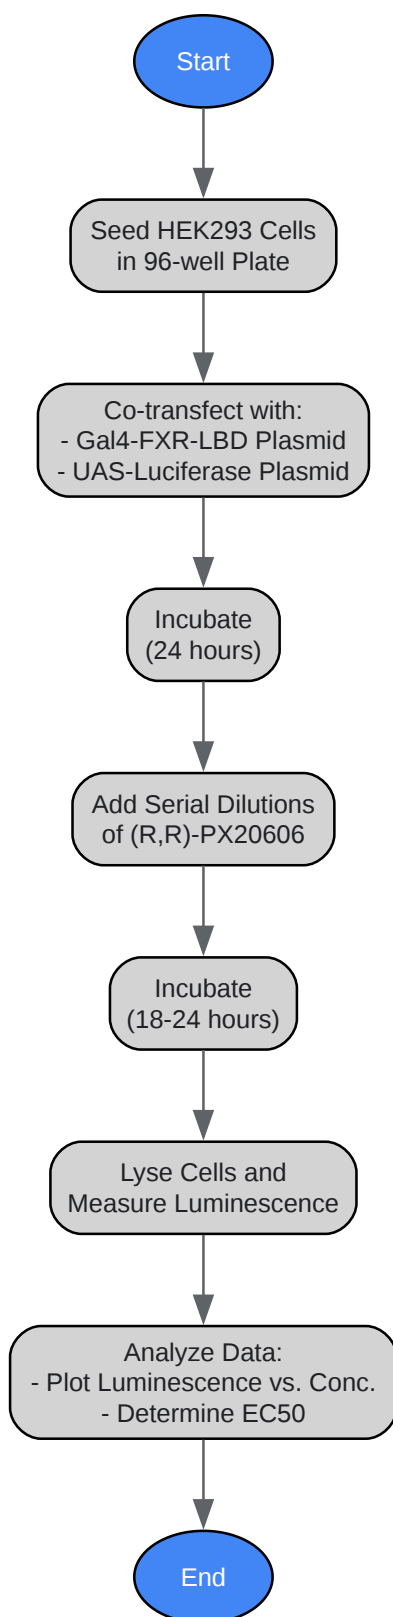 Start
Seed HEK293 Cells
in 96-well Plate
Co-transfect with:
- Gal4-FXR-LBD Plasmid
- UAS-Luciferase Plasmid
Incubate
(24 hours)
Add Serial Dilutions
of (R,R)-PX20606
Incubate
(18-24 hours)
Lyse Cells and
Measure Luminescence
Analyze Data:
- Plot Luminescence vs. Conc.
- Determine EC50
End